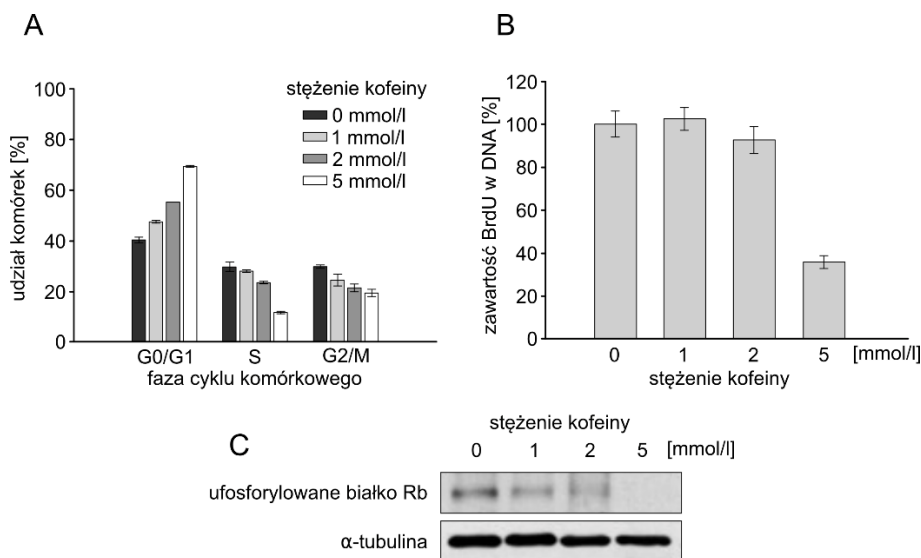 A
udział komórek [%]
100
80
60
40
20
0
stężenie kofeiny
0 mmol/l
1 mmol/l
2 mmol/l
5 mmol/l
G0/G1 S G2/M
faza cyklu komórkowego
B
zawartość BrdU w DNA [%]
120
100
80
60
40
20
0
0 1 2 5 [mmol/l]
stężenie kofeiny
C
stężenie kofeiny
0 1 2 5 [mmol/l]
ufosforylowane białko Rb
α-tubulina